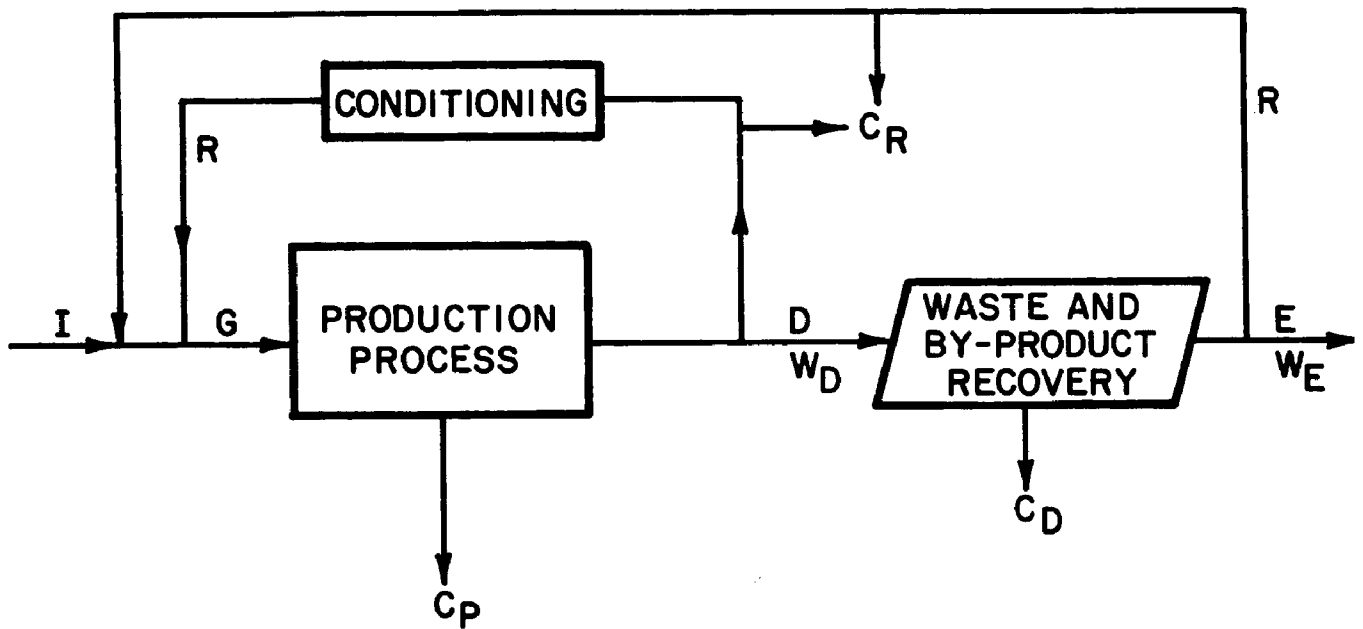 CONDITIONING
R
C_R
R
I
G
PRODUCTION
PROCESS
D
W_D
WASTE AND
BY-PRODUCT
RECOVERY
E
W_E
C_D
C_P